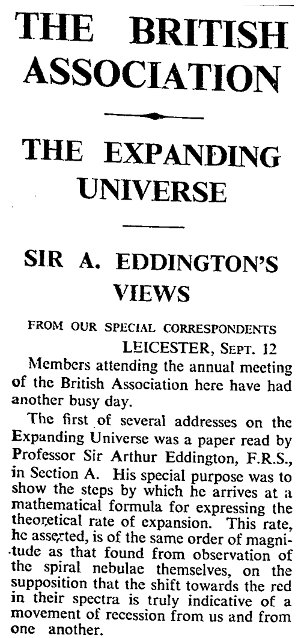 THE BRITISH
ASSOCIATION
THE EXPANDING
UNIVERSE
SIR A. EDDINGTON'S
VIEWS
FROM OUR SPECIAL CORRESPONDENTS
LEICESTER, SEPT. 12
Members attending the annual meeting
of the British Association here have had
another busy day.
The first of several addresses on the
Expanding Universe was a paper read by
Professor Sir Arthur Eddington, F.R.S.,
in Section A. His special purpose was to
show the steps by which he arrives at a
mathematical formula for expressing the
theoretical rate of expansion. This rate,
he asserted, is of the same order of magni-
tude as that found from observation of
the spiral nebulae themselves, on the
supposition that the shift towards the red
in their spectra is truly indicative of a
movement of recession from us and from
one another.